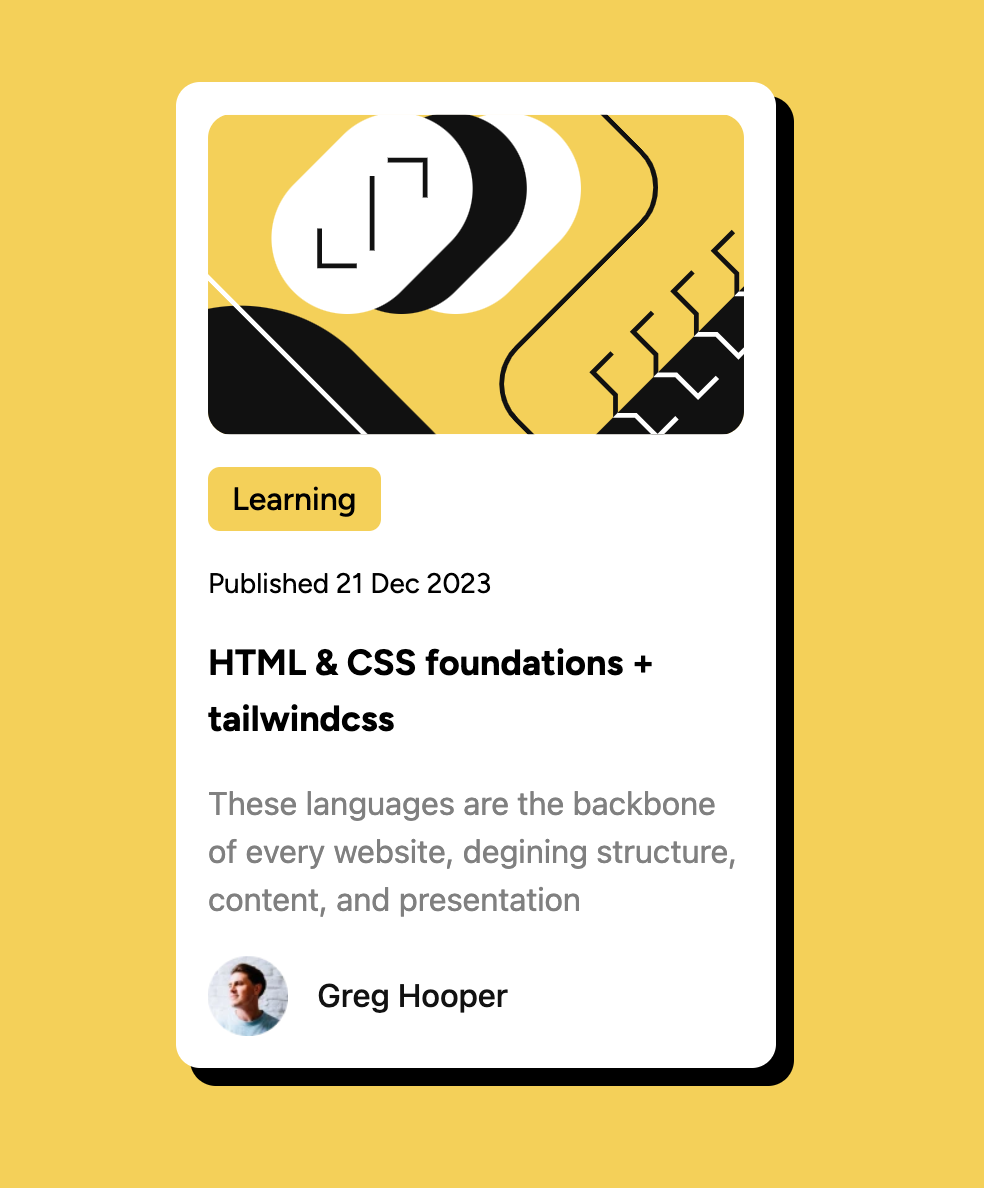 Learning
Published 21 Dec 2023
HTML & CSS foundations +
tailwindcss
These languages are the backbone
of every website, degining structure,
content, and presentation
Greg Hooper